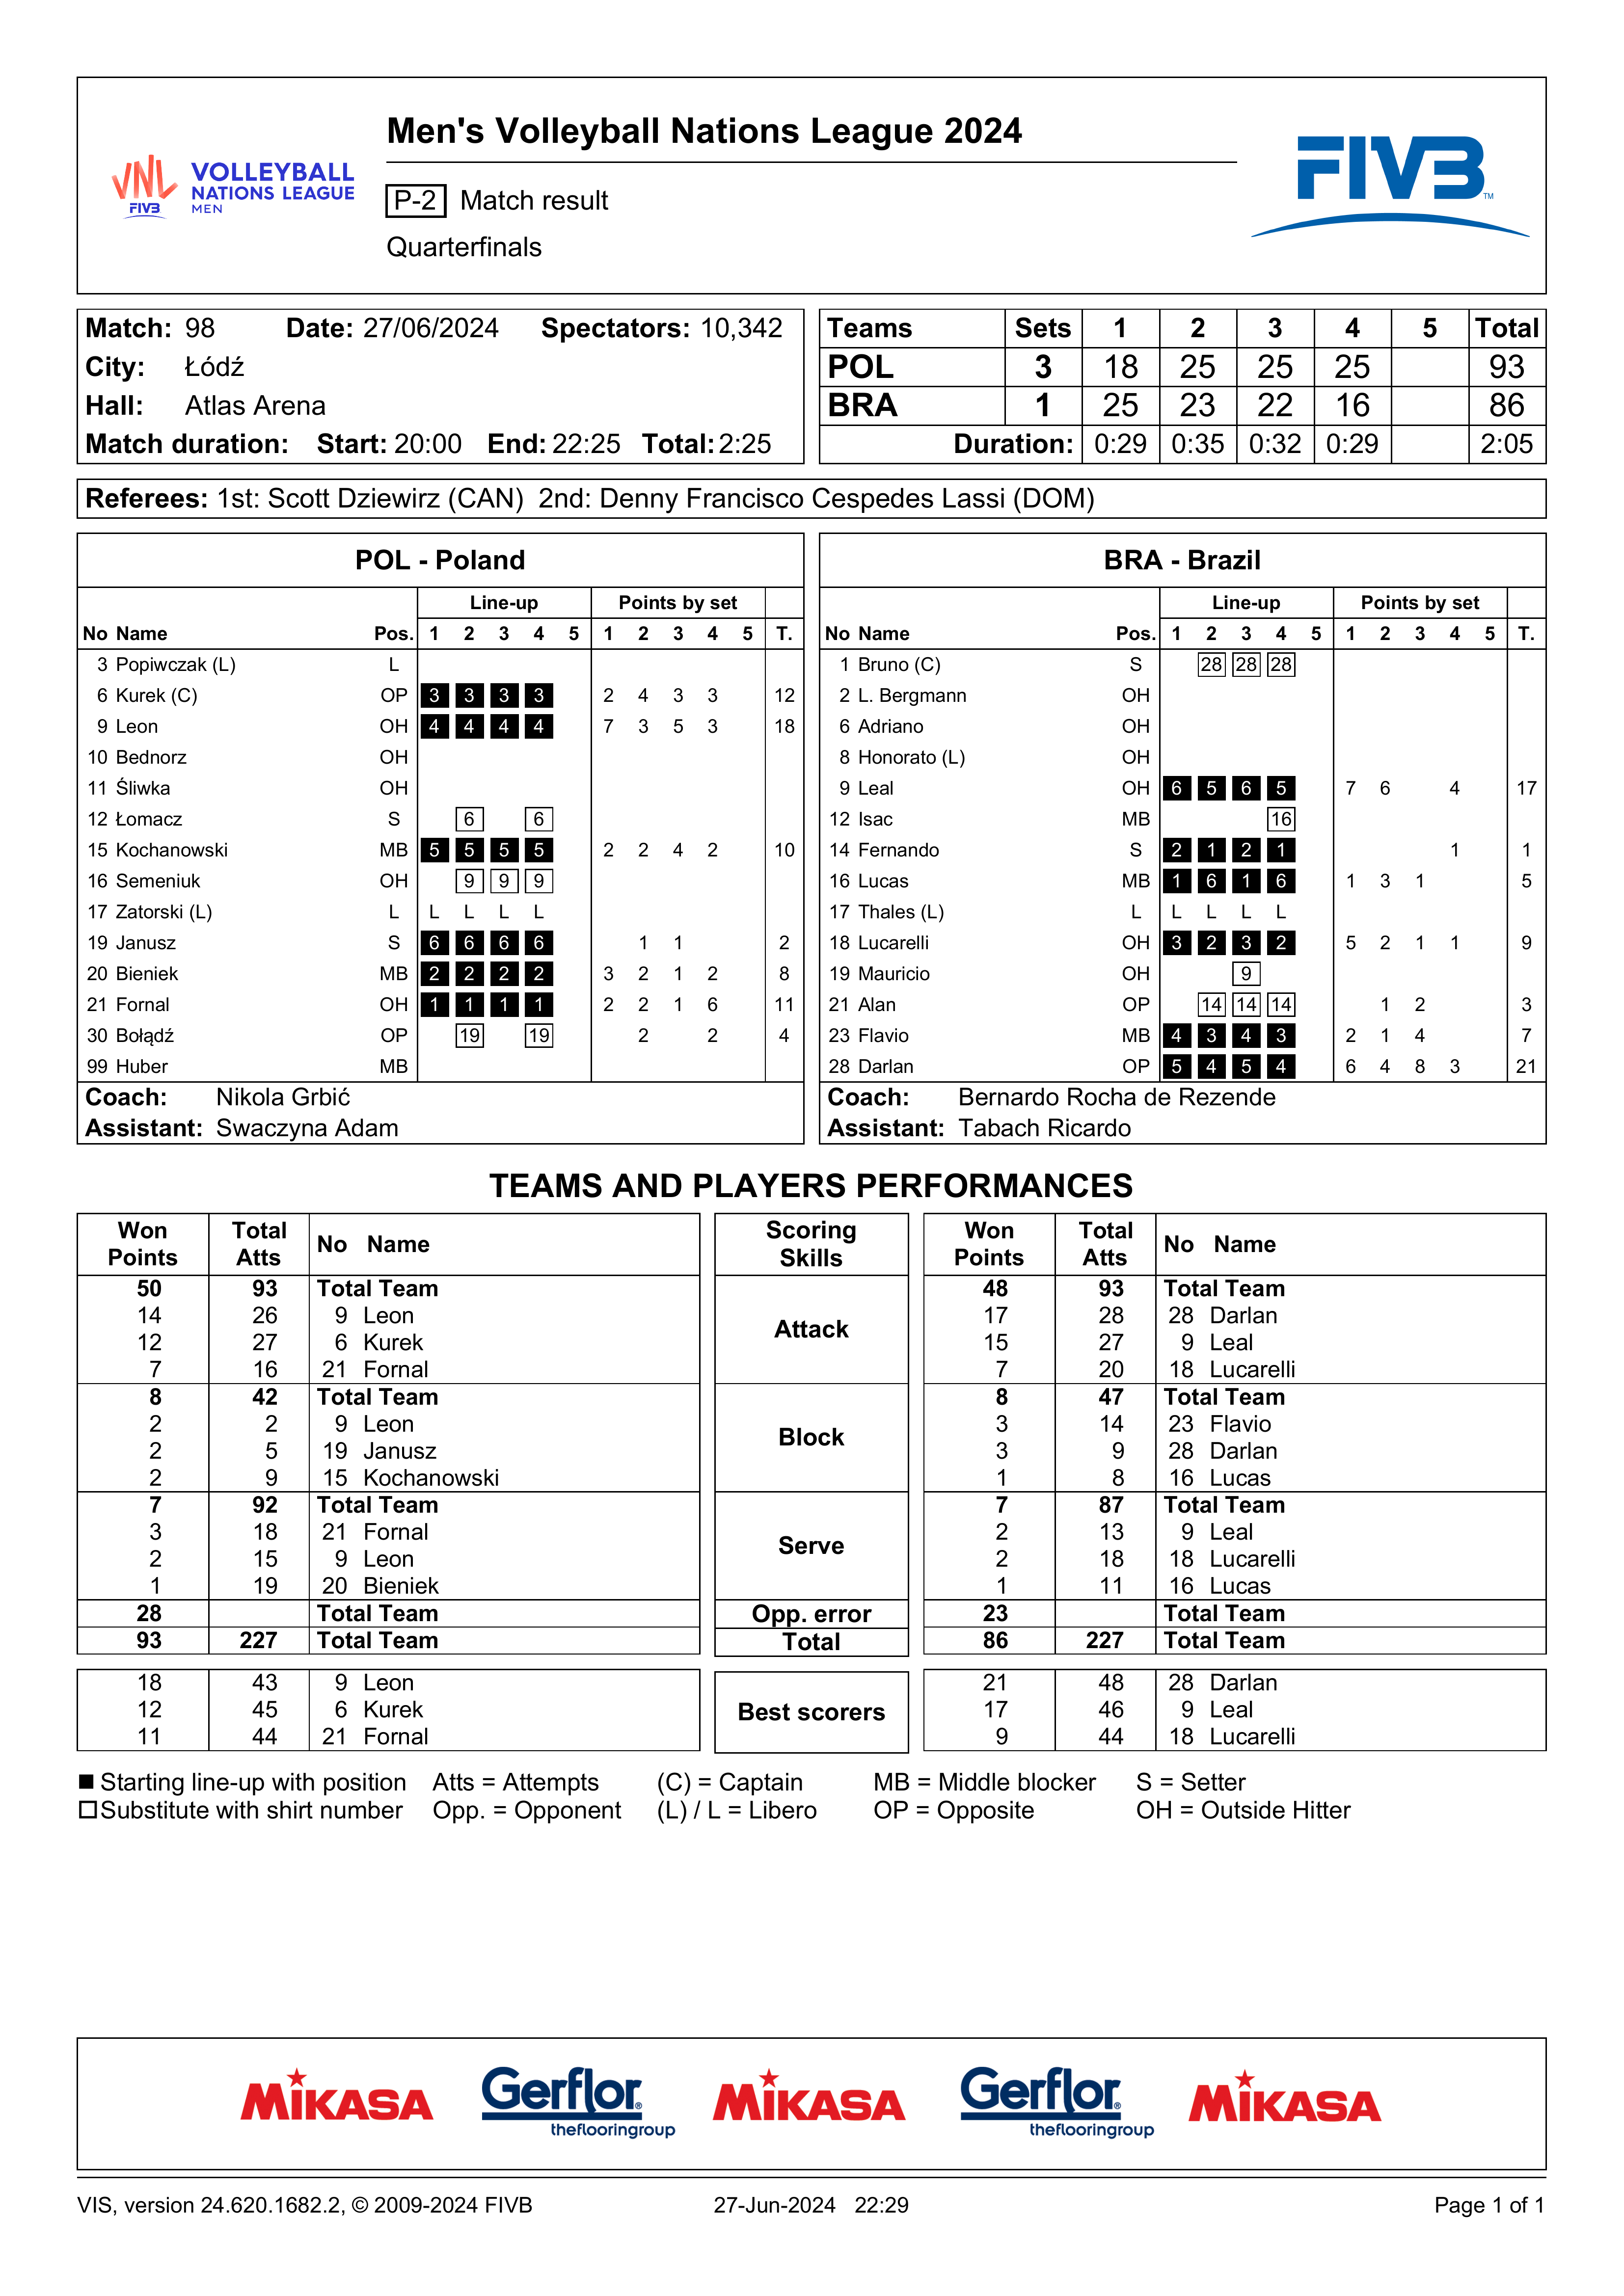 Men's Volleyball Nations League 2024
VNL FIVB VOLLEYBALL NATIONS LEAGUE MEN
P-2 Match result
Quarterfinals
FIVB TM
Match: 98 Date: 27/06/2024 Spectators: 10,342
City: Łódź
Hall: Atlas Arena
Match duration: Start: 20:00 End: 22:25 Total: 2:25
Teams Sets 1 2 3 4 5 Total
POL 3 18 25 25 25 93
BRA 1 25 23 22 16 86
Duration: 0:29 0:35 0:32 0:29 2:05
Referees: 1st: Scott Dziewirz (CAN) 2nd: Denny Francisco Cespedes Lassi (DOM)
POL - Poland
Line-up Points by set
No Name Pos. 1 2 3 4 5 1 2 3 4 5 T.
3 Popiwczak (L) L
6 Kurek (C) OP 3 3 3 3 2 4 3 3 12
9 Leon OH 4 4 4 4 7 3 5 3 18
10 Bednorz OH
11 Śliwka OH
12 Łomacz S 6 6
15 Kochanowski MB 5 5 5 5 2 2 4 2 10
16 Semeniuk OH 9 9 9
17 Zatorski (L) L L L L L
19 Janusz S 6 6 6 6 1 1 2
20 Bieniek MB 2 2 2 2 3 2 1 2 8
21 Fornal OH 1 1 1 1 2 2 1 6 11
30 Bołądź OP 19 19 2 2 4
99 Huber MB
Coach: Nikola Grbić
Assistant: Swaczyna Adam
BRA - Brazil
Line-up Points by set
No Name Pos. 1 2 3 4 5 1 2 3 4 5 T.
1 Bruno (C) S 28 28 28
2 L. Bergmann OH
6 Adriano OH
8 Honorato (L) OH
9 Leal OH 6 5 6 5 7 6 4 17
12 Isac MB 16
14 Fernando S 2 1 2 1 1 1
16 Lucas MB 1 6 1 6 1 3 1 5
17 Thales (L) L L L L L
18 Lucarelli OH 3 2 3 2 5 2 1 1 9
19 Mauricio OH 9
21 Alan OP 14 14 14 1 2 3
23 Flavio MB 4 3 4 3 2 1 4 7
28 Darlan OP 5 4 5 4 6 4 8 3 21
Coach: Bernardo Rocha de Rezende
Assistant: Tabach Ricardo
TEAMS AND PLAYERS PERFORMANCES
Won Points Total Atts No Name Scoring Skills Won Points Total Atts No Name
50 93 Total Team Attack 48 93 Total Team
14 26 9 Leon 17 28 28 Darlan
12 27 6 Kurek 15 27 9 Leal
7 16 21 Fornal 7 20 18 Lucarelli
8 42 Total Team Block 8 47 Total Team
2 2 9 Leon 3 14 23 Flavio
2 5 19 Janusz 3 9 28 Darlan
2 9 15 Kochanowski 1 8 16 Lucas
7 92 Total Team Serve 7 87 Total Team
3 18 21 Fornal 2 13 9 Leal
2 15 9 Leon 2 18 18 Lucarelli
1 19 20 Bieniek 1 11 16 Lucas
28 Total Team Opp. error 23 Total Team
93 227 Total Team Total 86 227 Total Team
18 43 9 Leon Best scorers 21 48 28 Darlan
12 45 6 Kurek 17 46 9 Leal
11 44 21 Fornal 9 44 18 Lucarelli
■ Starting line-up with position Atts = Attempts (C) = Captain MB = Middle blocker S = Setter
□ Substitute with shirt number Opp. = Opponent (L) / L = Libero OP = Opposite OH = Outside Hitter
MIKASA Gerflor® theflooringgroup MIKASA Gerflor® theflooringgroup MIKASA
VIS, version 24.620.1682.2, © 2009-2024 FIVB 27-Jun-2024 22:29 Page 1 of 1